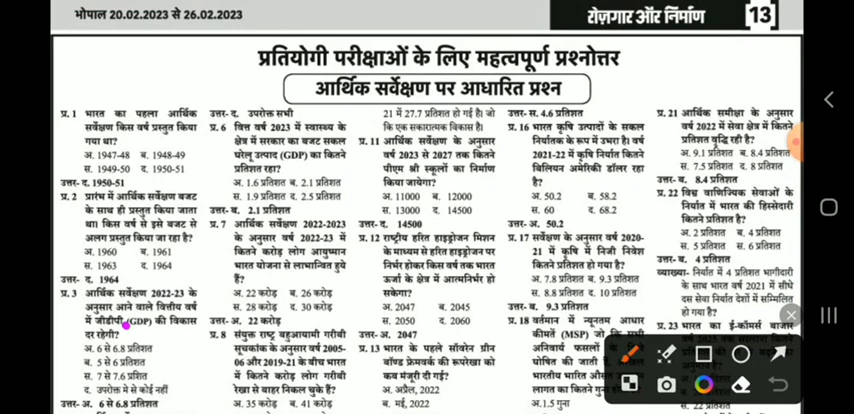 भोपाल 20.02.2023 से 26.02.2023
रोज़गार और निर्माण
13
प्रतियोगी परीक्षाओं के लिए महत्वपूर्ण प्रश्नोत्तर
आर्थिक सर्वेक्षण पर आधारित प्रश्न
प्र.1 भारत का पहला आर्थिक
सर्वेक्षण किस वर्ष प्रस्तुत किया
गया था?
अ. 1947-48 ब. 1948-49
स. 1949-50 द. 1950-51
उत्तर- द. 1950-51
प्र.2 प्रारंभ में आर्थिक सर्वेक्षण बजट
के साथ ही प्रस्तुत किया जाता
था। किस वर्ष से इसे बजट से
अलग प्रस्तुत किया जा रहा है?
अ. 1960 ब. 1961
स. 1963 द. 1964
उत्तर- द. 1964
प्र.3 आर्थिक सर्वेक्षण 2022-23 के
अनुसार आने वाले वित्तीय वर्ष
में जीडीपी (GDP) की विकास
दर रहेगी?
अ. 6 से 6.8 प्रतिशत
ब. 5 से 6 प्रतिशत
स. 7 से 7.6 प्रशित
द. उपरोक्त मे से कोई नहीं
उत्तर- अ. 6 से 6.8 प्रतिशत
उत्तर- द. उपरोक्त सभी
प्र. 6 वित्त वर्ष 2023 में स्वास्थ्य के
क्षेत्र में सरकार का बजट सकल
घरेलू उत्पाद (GDP) का कितने
प्रतिशत रहा?
अ. 1.6 प्रतिशत ब. 2.1 प्रतिशत
स. 1.9 प्रतिशत द. 2.5 प्रतिशत
उत्तर- ब. 2.1 प्रतिशत
प्र.7 आर्थिक सर्वेक्षण 2022-2023
के अनुसार वर्ष 2022-23 में
कितने करोड़ लोग आयुष्मान
भारत योजना से लाभान्वित हुये
हैं?
अ. 22 करोड़ ब. 26 करोड़
स. 28 करोड़ द. 30 करोड़
उत्तर- अ. 22 करोड़
प्र.8 संयुक्त राष्ट्र बहुआयामी गरीबी
सूचकांक के अनुसार वर्ष 2005-
06 और 2019-21 के बीच भारत
में कितने करोड़ लोग गरीबी
रेखा से बाहर निकल चुके हैं?
अ. 35 करोड़ ब. 41 करोड़
21 में 27.7 प्रतिशत हो गई है। जो
कि एक सकारात्मक विकास है।
प्र.11 आर्थिक सर्वेक्षण के अनुसार
वर्ष 2023 से 2027 तक कितने
पीएम श्री स्कूलों का निर्माण
किया जायेगा?
अ. 11000 ब. 12000
स. 13000 द. 14500
उत्तर- द. 14500
प्र.12 राष्ट्रीय हरित हाइड्रोजन मिशन
के माध्यम से हरित हाइड्रोजन पर
निर्भर होकर किस वर्ष तक भारत
ऊर्जा के क्षेत्र में आत्मनिर्भर हो
सकेगा?
अ. 2047 ब. 2045
स. 2050 द. 2060
उत्तर- अ. 2047
प्र.13 भारत के पहले सॉवरेन ग्रीन
बॉण्ड फ्रेमवर्क की रूपरेखा को
कब मंजूरी दी गई?
अ. अप्रैल, 2022
ब. मई, 2022
उत्तर- स. 4.6 प्रतिशत
प्र.16 भारत कृषि उत्पादों के सकल
निर्यातक के रूप में उभरा है। वर्ष
2021-22 में कृषि निर्यात कितने
बिलियन अमेरिकी डॉलर रहा
है?
अ. 50.2 ब. 58.2
स. 60 द. 68.2
उत्तर- अ. 50.2
प्र.17 सर्वेक्षण के अनुसार वर्ष 2020-
21 में कृषि में निजी निवेश
कितने प्रतिशत हो गया है?
अ. 7.8 प्रतिशत ब. 9.3 प्रतिशत
स. 8.8 प्रतिशत द. 10 प्रतिशत
उत्तर- ब. 9.3 प्रतिशत
प्र.18 वर्तमान में न्यूनतम आधार
कीमतें (MSP) जो कि सभी
अनिवार्य फसलों के
घोषित की जाती हैं,
भारतीय भारित औसत
लागत का कितने गुना
अ.1.5 गुना
प्र.21 आर्थिक समीक्षा के अनुसार
वर्ष 2022 में सेवा क्षेत्र में कितने
प्रतिशत वृद्धि रही है?
अ. 9.1 प्रतिशत ब. 8.4 प्रतिशत
स. 7.5 प्रतिशत द. 8 प्रतिशत
उत्तर- ब. 8.4 प्रतिशत
प्र.22 विश्व वाणिज्यिक सेवाओं के
निर्यात में भारत की हिस्सेदारी
कितने प्रतिशत है?
अ. 2 प्रतिशत ब. 4 प्रतिशत
स. 5 प्रतिशत स. 6 प्रतिशत
उत्तर- ब. 4 प्रतिशत
व्याख्या- निर्यात में 4 प्रतिशत भागीदारी
के साथ भारत वर्ष 2021 में सीधे
दस सेवा निर्यात देशों में सम्मिलित
हो गया है?
प्र.23 भारत का ई-कॉमर्स बाजार
स. 22 प्रतिशत